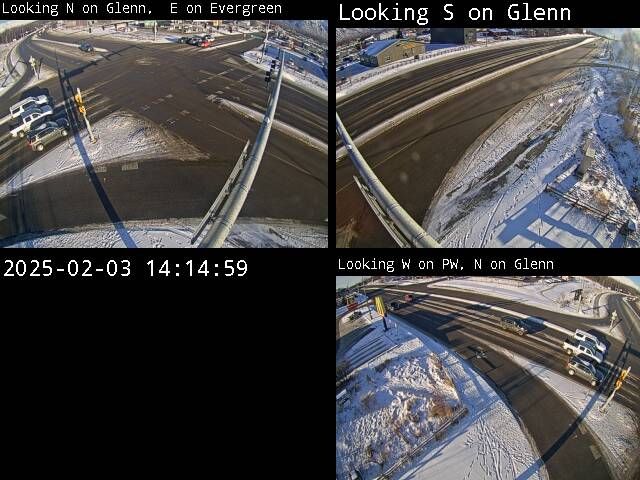 Looking N on Glenn,  E on Evergreen
Looking S on Glenn
2025-02-03 14:14:59
Looking W on PW, N on Glenn